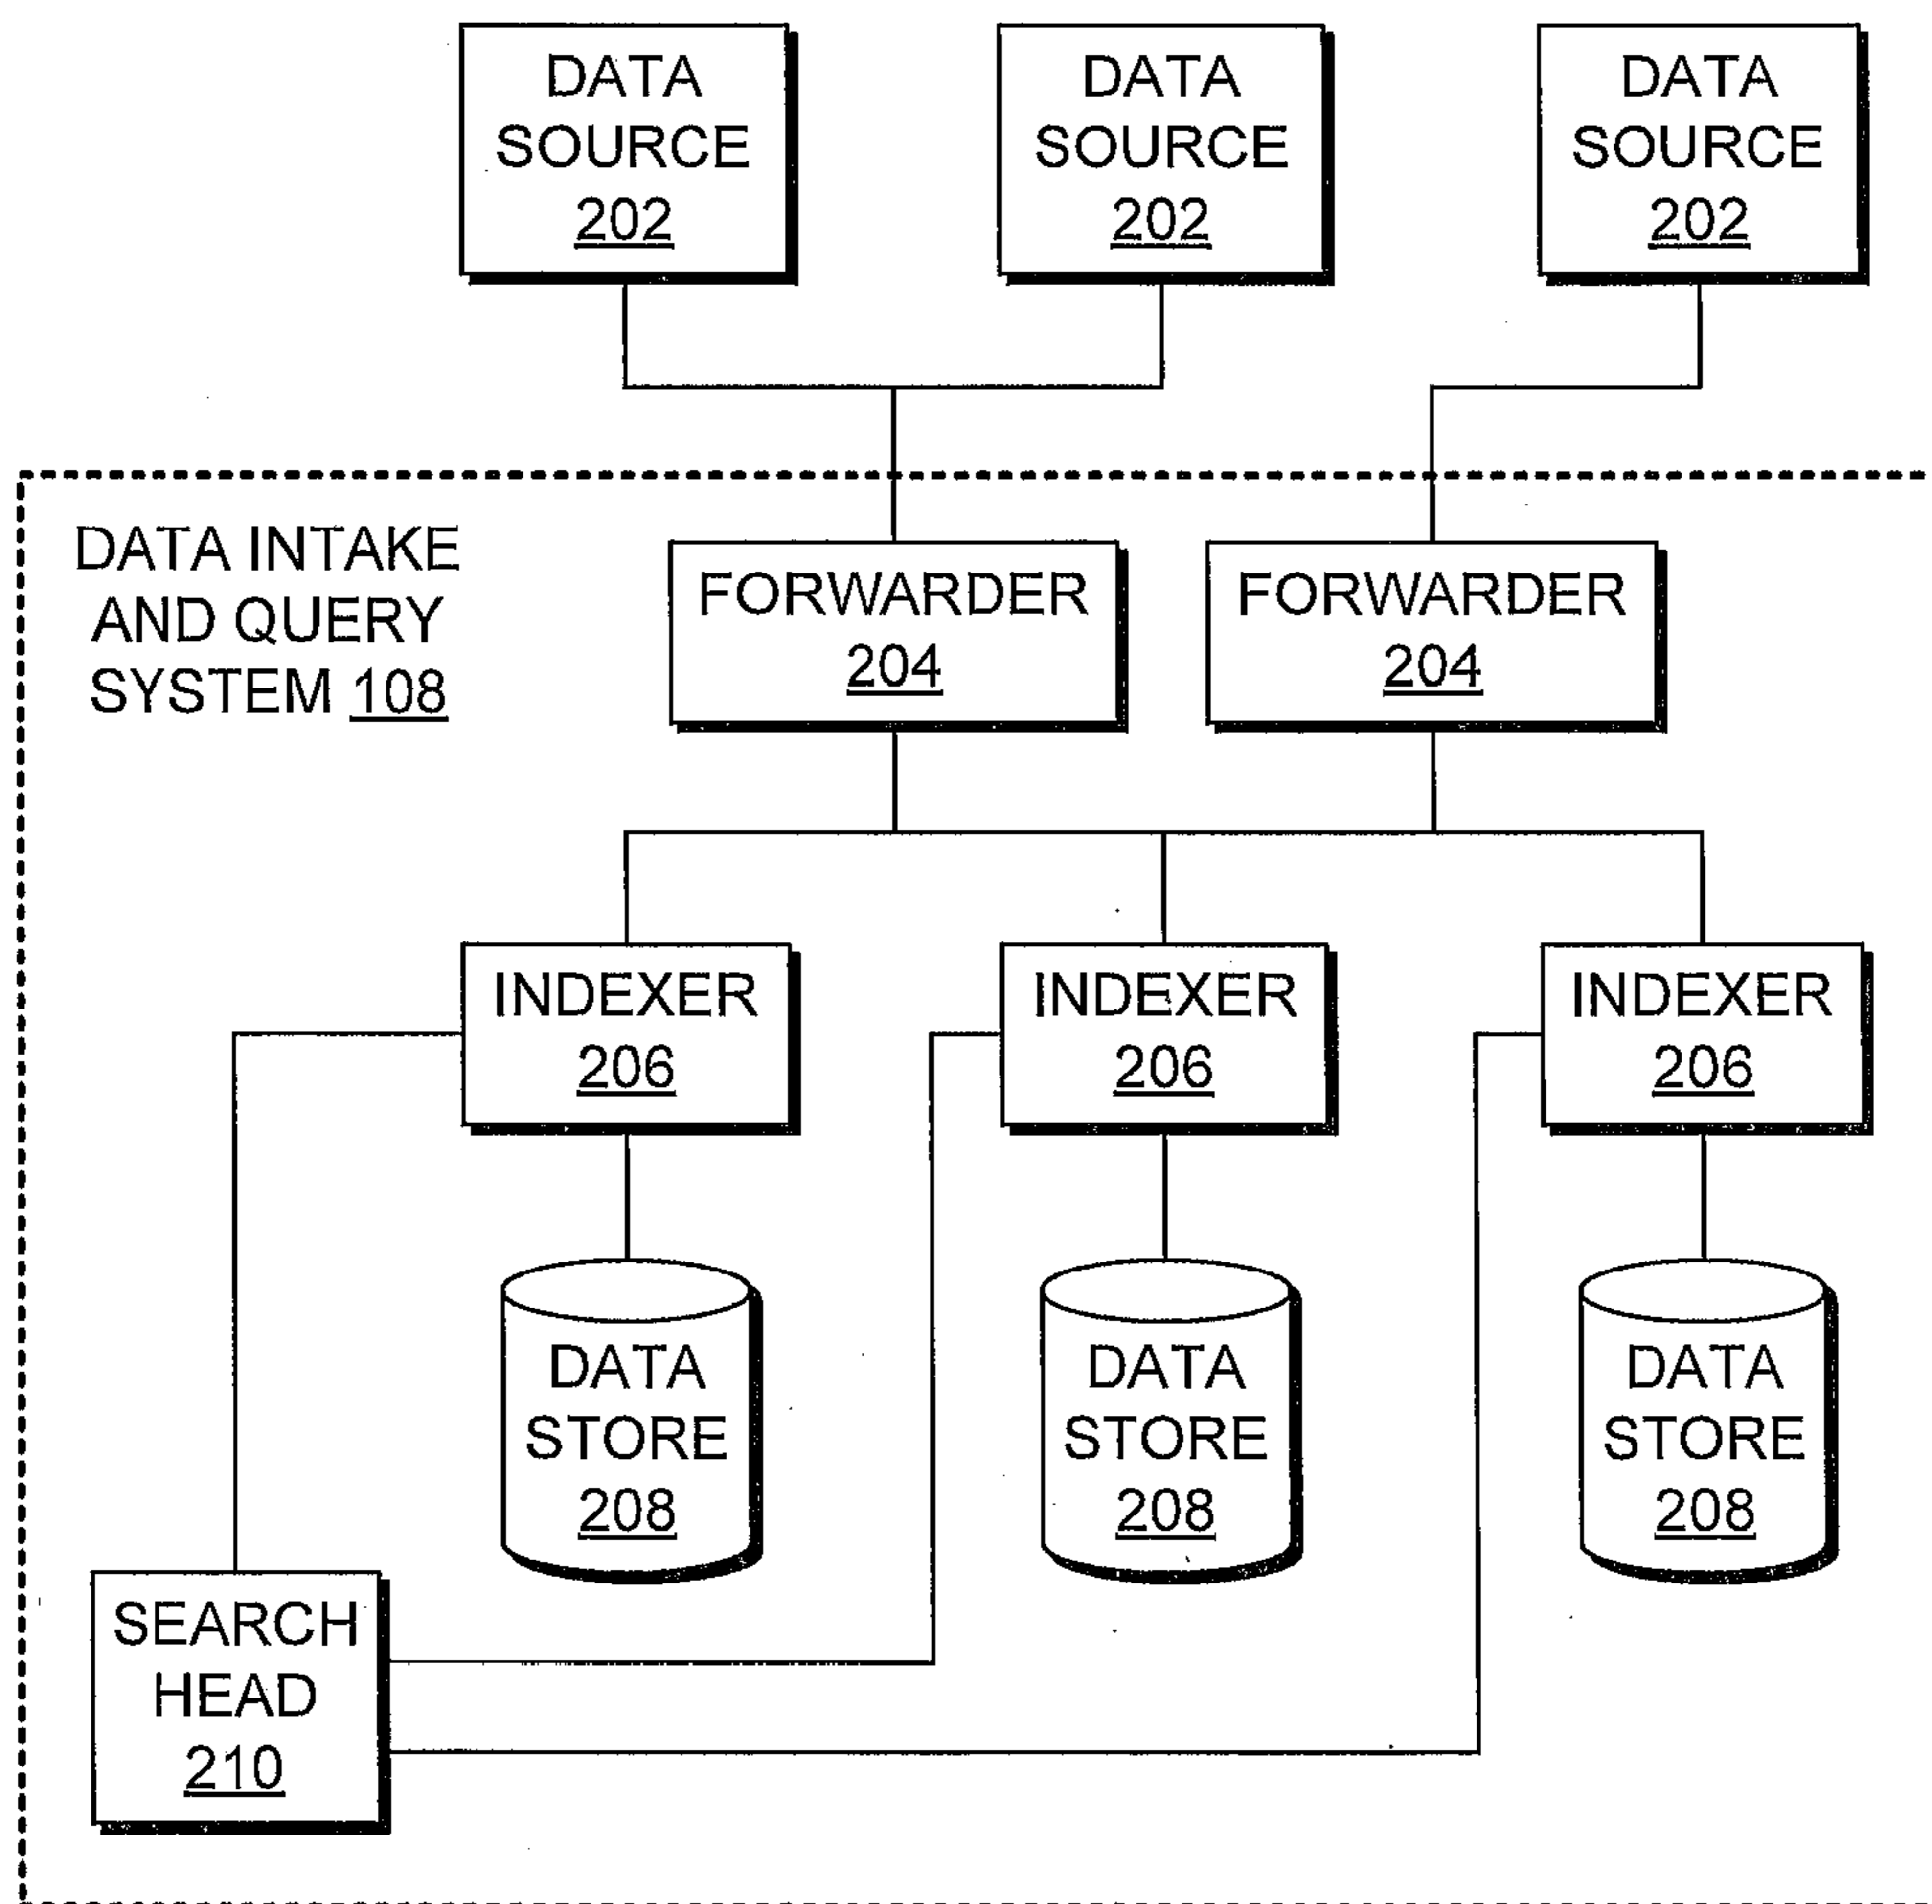 DATA
SOURCE
202
DATA
SOURCE
202
DATA
SOURCE
202
DATA INTAKE
AND QUERY
SYSTEM 108
FORWARDER
204
FORWARDER
204
INDEXER
206
INDEXER
206
INDEXER
206
DATA
STORE
208
DATA
STORE
208
DATA
STORE
208
SEARCH
HEAD
210